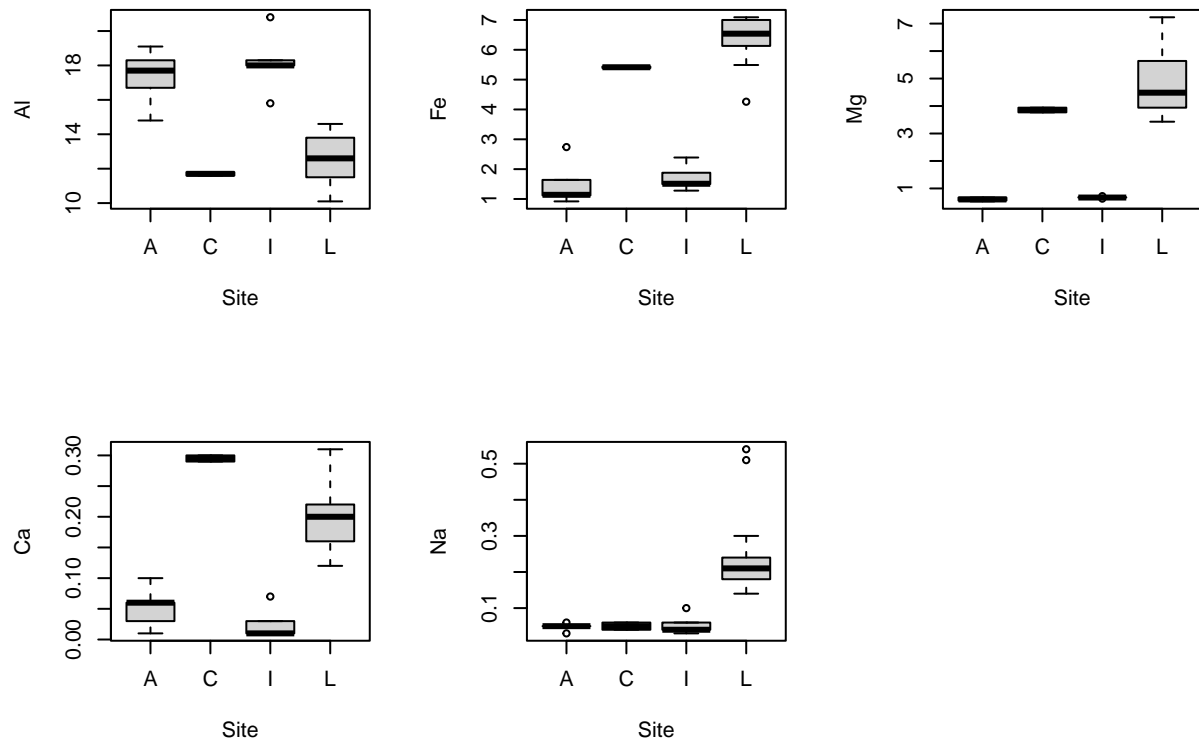 Al
10 14 18
A C I L
Site
Fe
1 2 3 4 5 6 7
A C I L
Site
Mg
1 3 5 7
A C I L
Site
Ca
0.00 0.10 0.20 0.30
A C I L
Site
Na
0.1 0.3 0.5
A C I L
Site